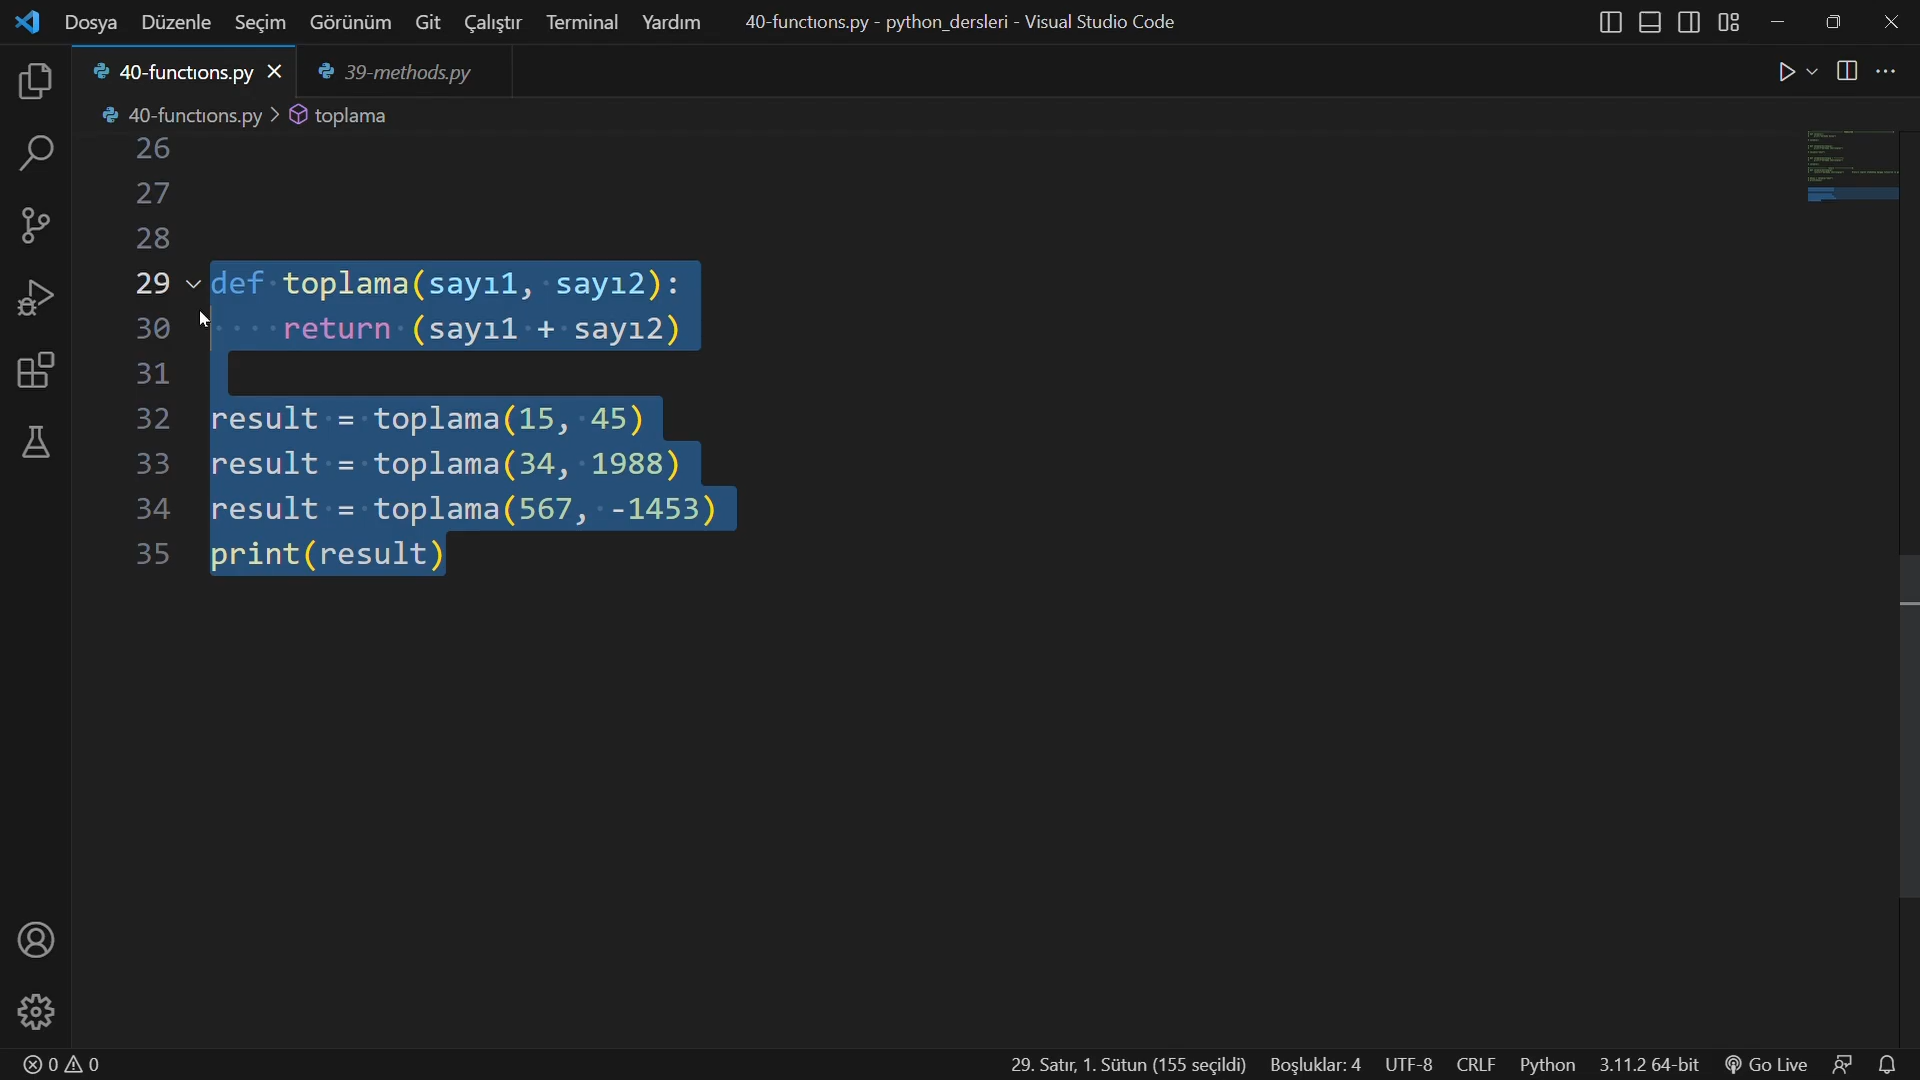 Dosya Düzenle Seçim Görünüm Git Çalıştır Terminal Yardım 40-functıons.py - python_dersleri - Visual Studio Code
40-functıons.py 39-methods.py
40-functıons.py > toplama
26
27
28
29 def toplama(sayı1, sayı2):
30 return (sayı1 + sayı2)
31
32 result = toplama(15, 45)
33 result = toplama(34, 1988)
34 result = toplama(567, -1453)
35 print(result)
0 0 29. Satır, 1. Sütun (155 seçildi) Boşluklar: 4 UTF-8 CRLF Python 3.11.2 64-bit Go Live